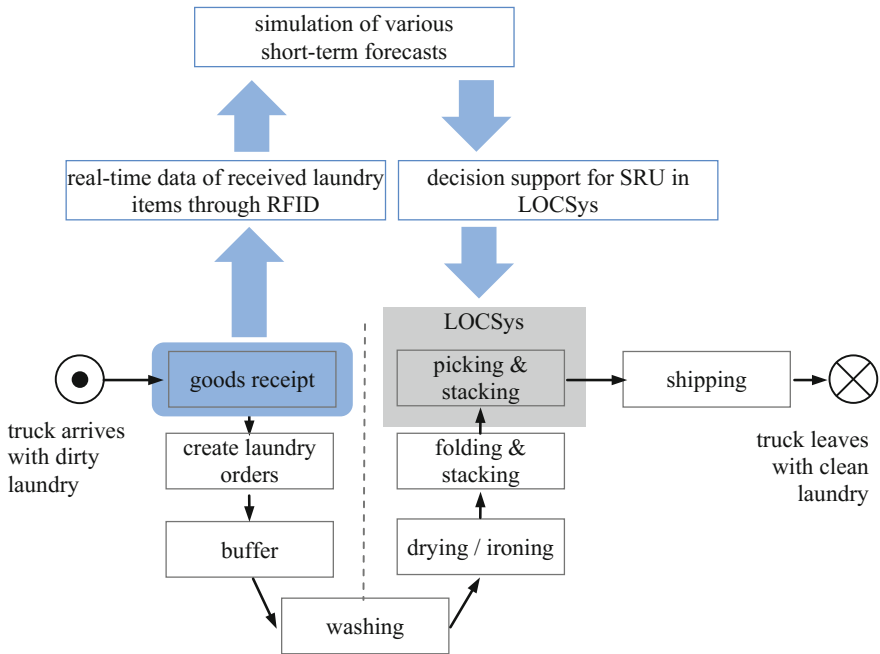 simulation of various
short-term forecasts
real-time data of received laundry
items through RFID
decision support for SRU in
LOCSys
LOCSys
goods receipt
picking &
stacking
shipping
truck arrives
with dirty
laundry
create laundry
orders
folding &
stacking
truck leaves
with clean
laundry
buffer
drying / ironing
washing